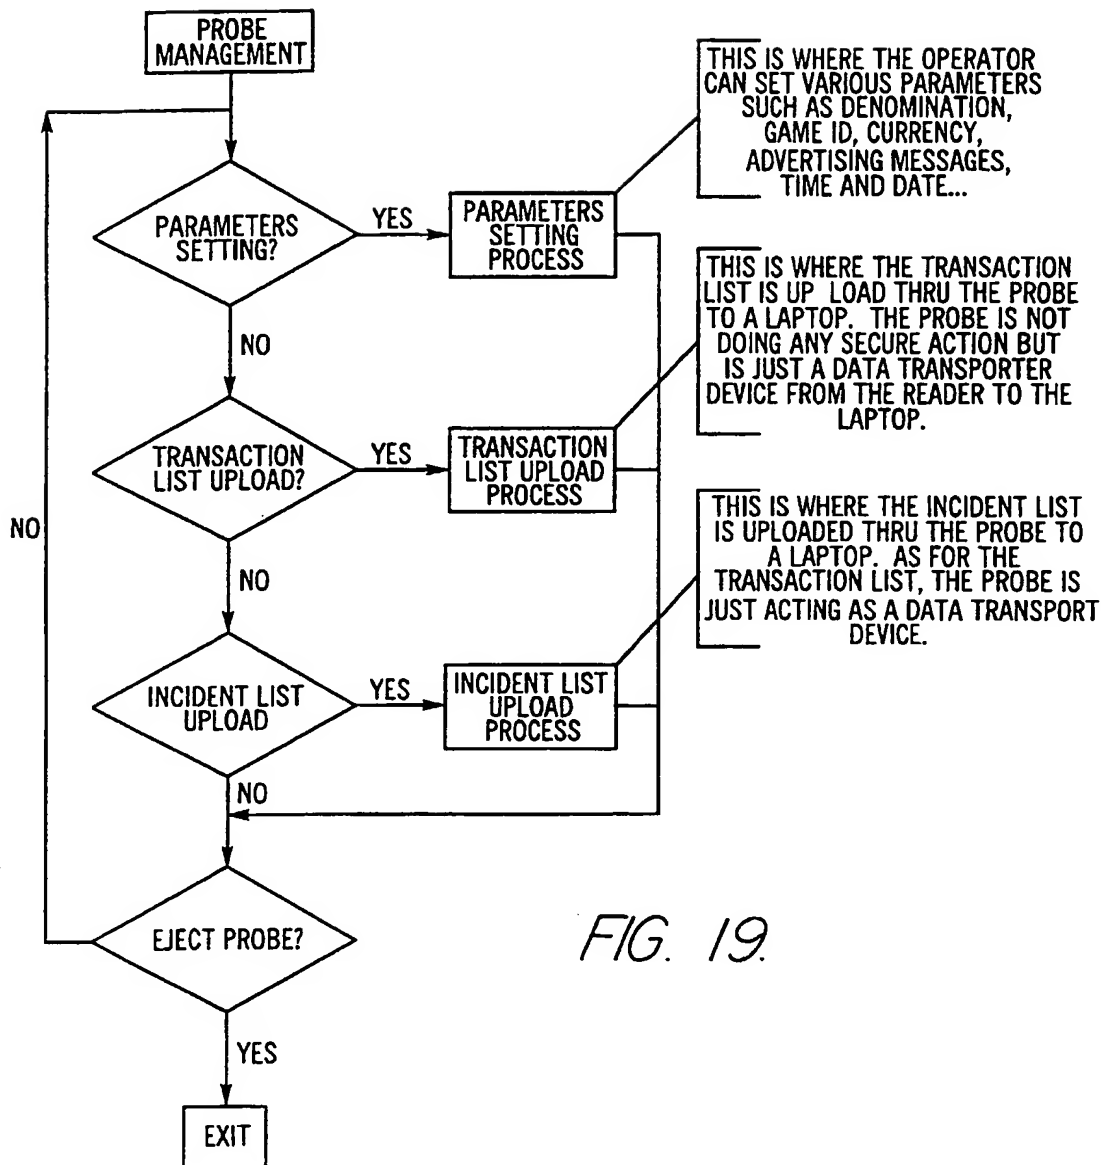 PROBE
MANAGEMENT
THIS IS WHERE THE OPERATOR
CAN SET VARIOUS PARAMETERS
SUCH AS DENOMINATION,
GAME ID, CURRENCY,
ADVERTISING MESSAGES,
TIME AND DATE...
PARAMETERS
SETTING?
YES
PARAMETERS
SETTING
PROCESS
NO
THIS IS WHERE THE TRANSACTION
LIST IS UP LOAD THRU THE PROBE
TO A LAPTOP. THE PROBE IS NOT
DOING ANY SECURE ACTION BUT
IS JUST A DATA TRANSPORTER
DEVICE FROM THE READER TO THE
LAPTOP.
TRANSACTION
LIST UPLOAD?
YES
TRANSACTION
LIST UPLOAD
PROCESS
NO
NO
THIS IS WHERE THE INCIDENT LIST
IS UPLOADED THRU THE PROBE TO
A LAPTOP. AS FOR THE
TRANSACTION LIST, THE PROBE IS
JUST ACTING AS A DATA TRANSPORT
DEVICE.
INCIDENT LIST
UPLOAD
YES
INCIDENT LIST
UPLOAD
PROCESS
NO
EJECT PROBE?
FIG. 19.
YES
EXIT